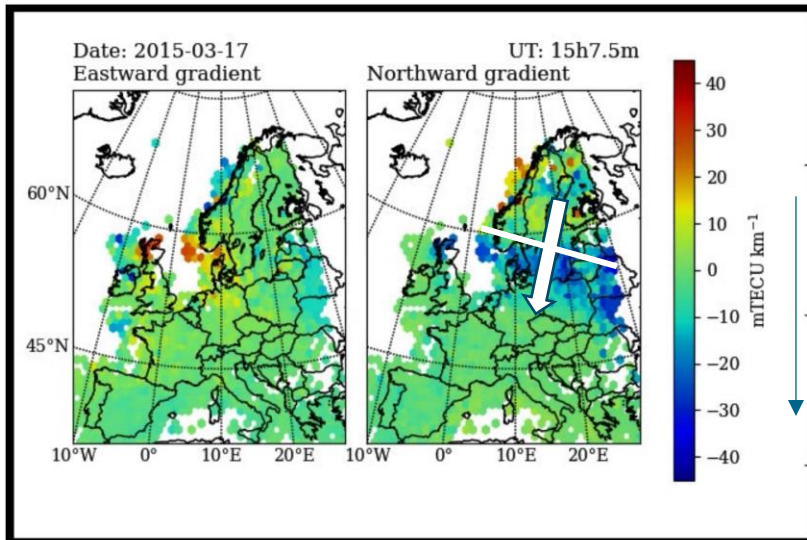 Date: 2015-03-17
UT: 15h7.5m
Eastward gradient
Northward gradient
60°N
45°N
10°W 0° 10°E 20°E
10°W 0° 10°E 20°E
40
30
20
10
0
−10
−20
−30
−40
mTECU km⁻¹